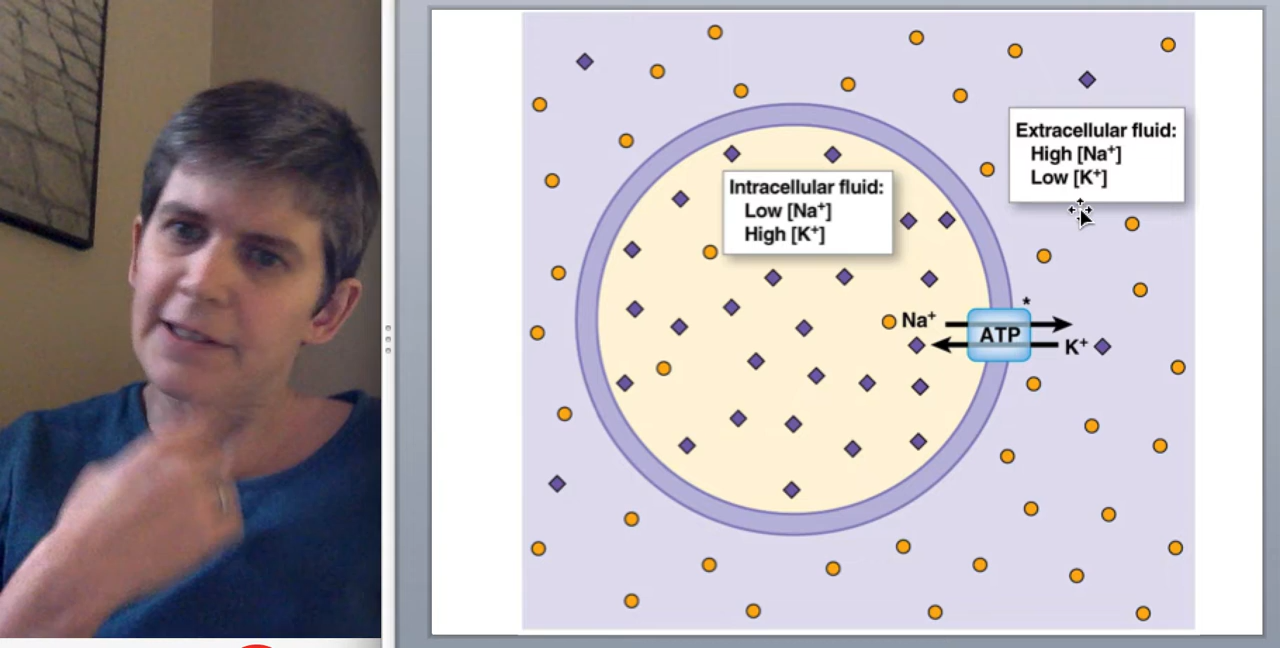 Extracellular fluid:
High [Na⁺]
Low [K⁺]
Intracellular fluid:
Low [Na⁺]
High [K⁺]
*
Na⁺
ATP
K⁺